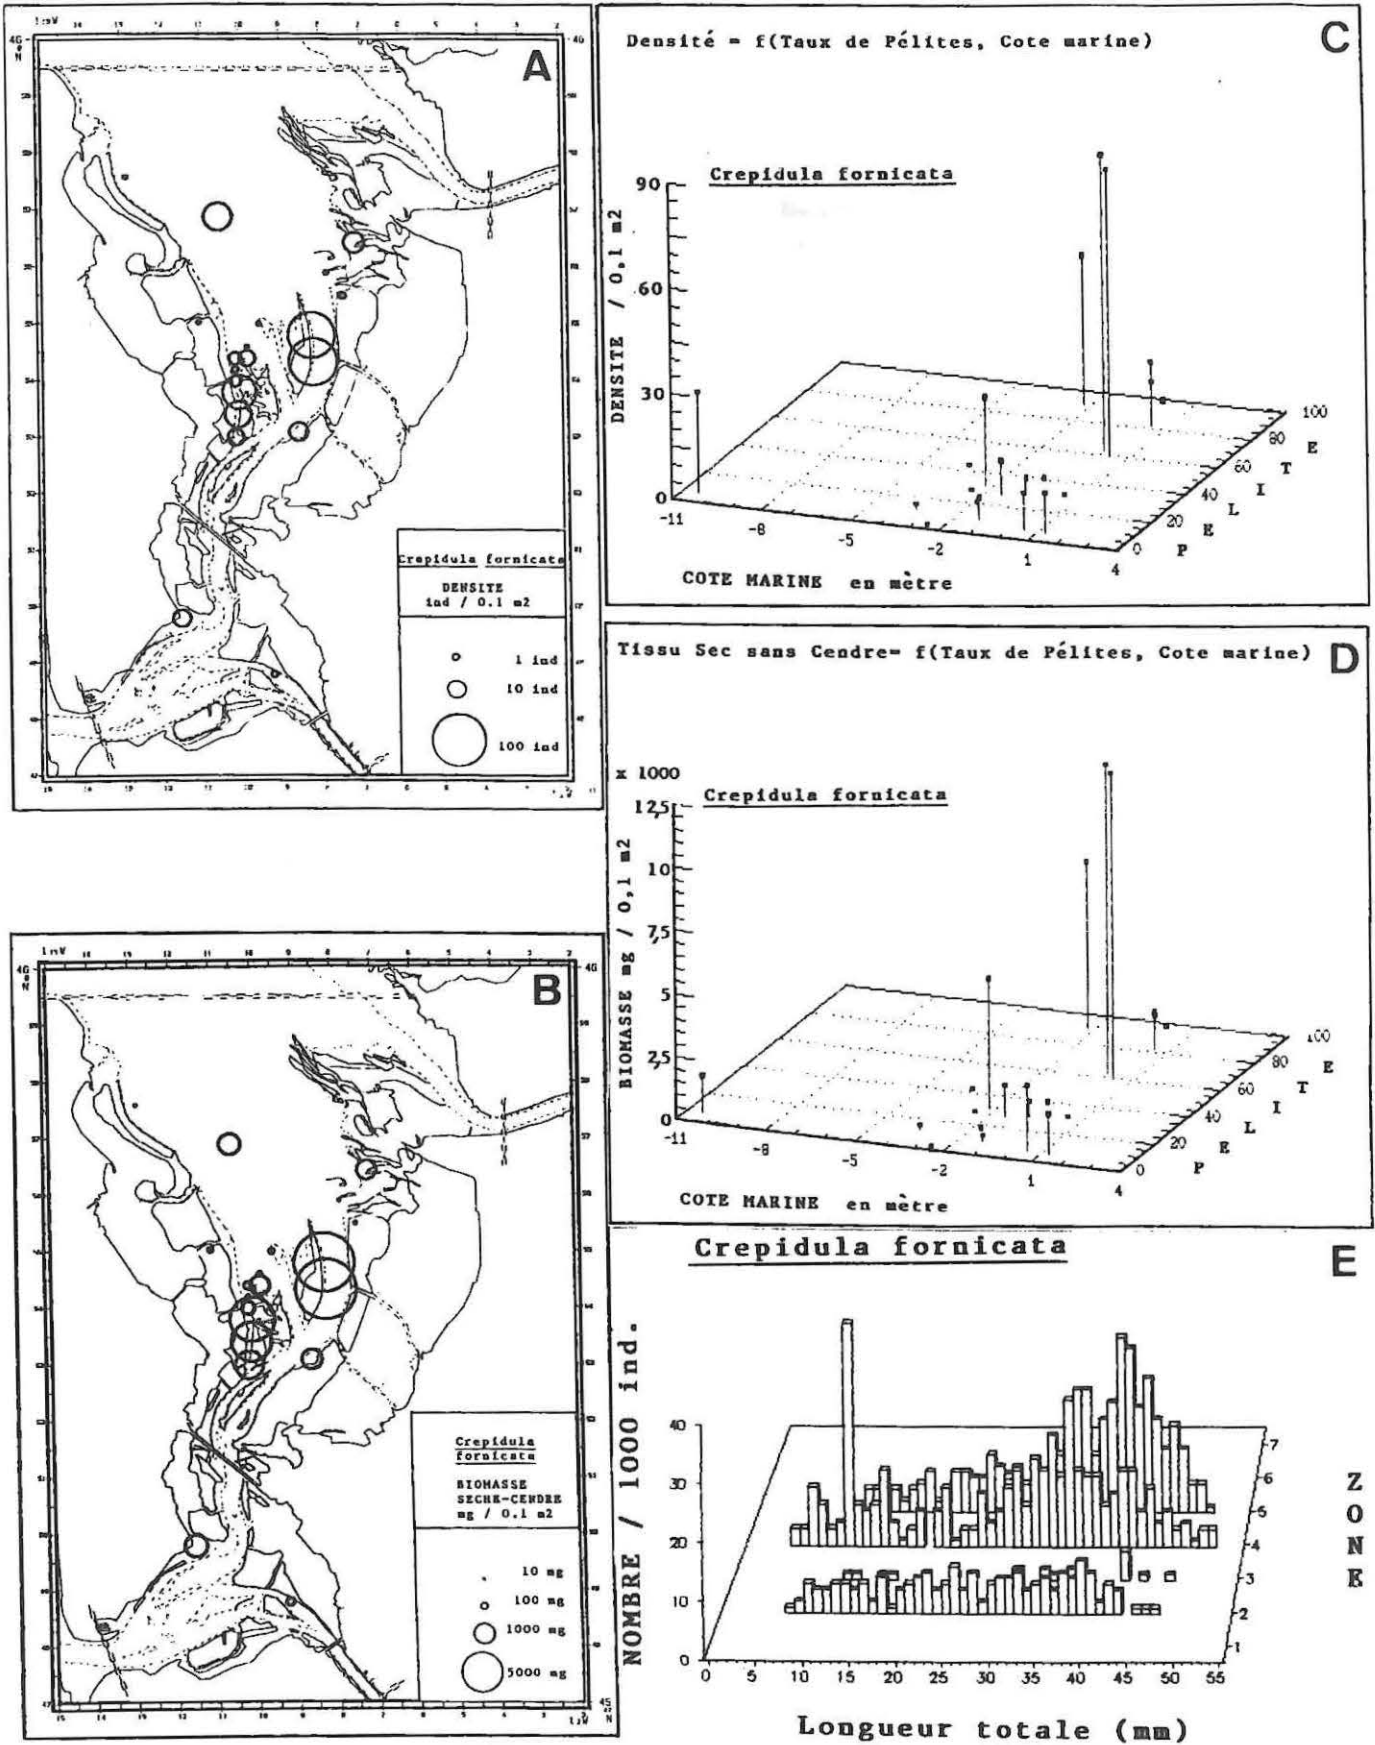 A
Crepidula fornicata
DENSITE
ind / 0.1 m2
1 ind
10 ind
100 ind
B
Crepidula
fornicata
BIOMASSE
SECHE-CENDRE
mg / 0.1 m2
10 mg
100 mg
1000 mg
5000 mg
C
Densité = f(Taux de Pélites, Cote marine)
Crepidula fornicata
DENSITE / 0,1 m2
90
60
30
0
-11
-8
-5
-2
1
4
0
20
40
60
80
100
P E L I T E
COTE MARINE en mètre
D
Tissu Sec sans Cendre= f(Taux de Pélites, Cote marine)
x 1000
Crepidula fornicata
BIOMASSE mg / 0,1 m2
12,5
10
7,5
5
2,5
0
-11
-8
-5
-2
1
4
0
20
40
60
80
100
P E L I T E
COTE MARINE en mètre
E
Crepidula fornicata
NOMBRE / 1000 ind.
40
30
20
10
0
0 5 10 15 20 25 30 35 40 45 50 55
7
6
5
4
3
2
1
ZONE
Longueur totale (mm)